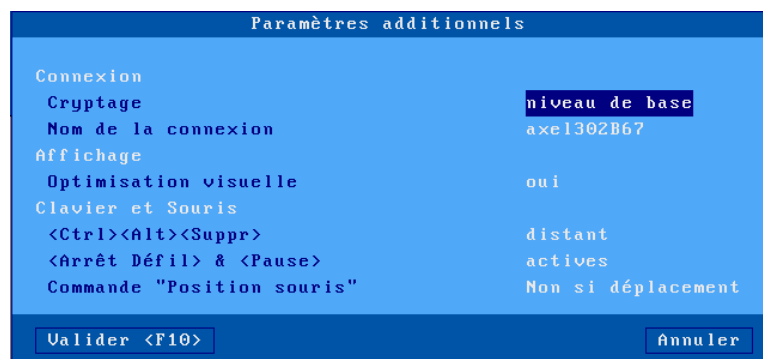 Paramètres additionnels
Connexion
Cryptage niveau de base
Nom de la connexion axel302B67
Affichage
Optimisation visuelle oui
Clavier et Souris
<Ctrl><Alt><Suppr> distant
<Arrêt Défil> & <Pause> actives
Commande "Position souris" Non si déplacement
Valider <F10> Annuler